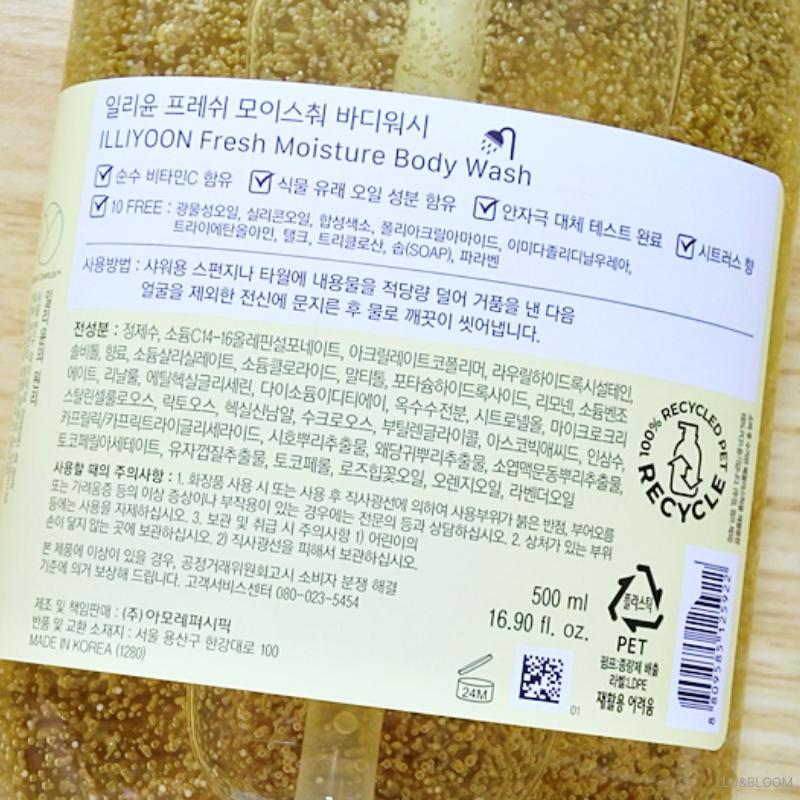 일리윤 프레쉬 모이스춰 바디워시
ILLIYOON Fresh Moisture Body Wash
순수 비타민C 함유 식물 유래 오일 성분 함유 안자극 대체 테스트 완료 시트러스 향
10 FREE : 광물성오일, 실리콘오일, 합성색소, 폴리아크릴아마이드, 이미다졸리디닐우레아,
트라이에탄올아민, 탤크, 트리클로산, 솝(SOAP), 파라벤
사용방법 : 샤워용 스펀지나 타월에 내용물을 적당량 덜어 거품을 낸 다음
얼굴을 제외한 전신에 문지른 후 물로 깨끗이 씻어냅니다.
전성분 : 정제수, 소듐C14-16올레핀설포네이트, 아크릴레이트코폴리머, 라우릴하이드록시설테인,
솔비톨, 향료, 소듐살리실레이트, 소듐클로라이드, 말티톨, 포타슘하이드록사이드, 리모넨, 소듐벤조
에이트, 리날룰, 에틸헥실글리세린, 다이소듐이디티에이, 옥수수전분, 시트로넬올, 마이크로크리
스탈린셀룰로오스, 락토오스, 헥실신남알, 수크로오스, 부틸렌글라이콜, 아스코빅애씨드, 인삼수,
카프릴릭/카프릭트라이글리세라이드, 시호뿌리추출물, 왜당귀뿌리추출물, 소엽맥문동뿌리추출물,
토코페릴아세테이트, 유자껍질추출물, 토코페롤, 로즈힙꽃오일, 오렌지오일, 라벤더오일
사용할 때의 주의사항 : 1. 화장품 사용 시 또는 사용 후 직사광선에 의하여 사용부위가 붉은 반점, 부어오름
또는 가려움증 등의 이상 증상이나 부작용이 있는 경우에는 전문의 등과 상담하십시오. 2. 상처가 있는 부위
등에는 사용을 자제하십시오. 3. 보관 및 취급 시 주의사항 1) 어린이의
손이 닿지 않는 곳에 보관하십시오. 2) 직사광선을 피해서 보관하십시오.
본 제품에 이상이 있을 경우, 공정거래위원회고시 소비자 분쟁 해결
기준에 의거 보상해 드립니다. 고객서비스센터 080-023-5454
제조 및 책임판매 : (주)아모레퍼시픽
반품 및 교환 소재지 : 서울 용산구 한강대로 100
MADE IN KOREA (1280)
500 ml
16.90 fl. oz.
24M
01
100% RECYCLED PET
RECYCLE
플라스틱
PET
펌프:종량제 배출
라벨:LDPE
재활용 어려움
8 809585 125922
LU&BLOOM